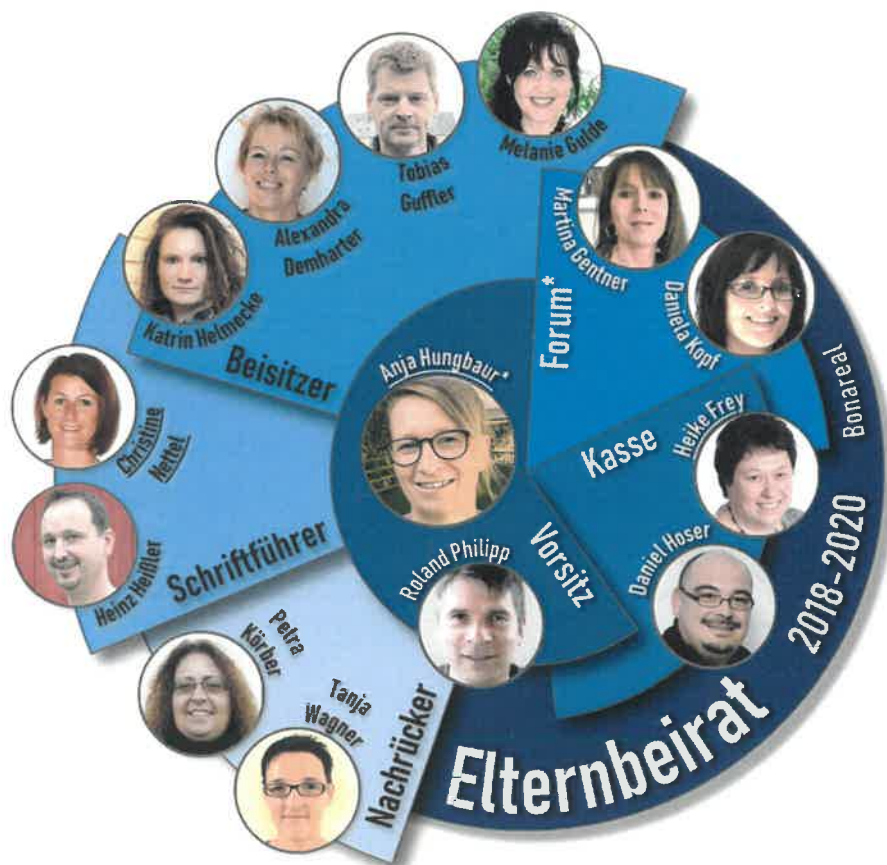 Melanie Gulde
Tobias
Guffler
Alexandra
Demharter
Katrin Helmecke
Beisitzer
Martina Gentner
Daniela Kopf
Forum*
Bonareal
Anja Hungbaur*
Kasse
Heike Frey
Daniel Hoser
Christine
Nettel
Heinz Heißler
Schriftführer
Roland Philipp
Vorsitz
Petra
Körber
Tanja
Wagner
Nachrücker
Elternbeirat
2018-2020